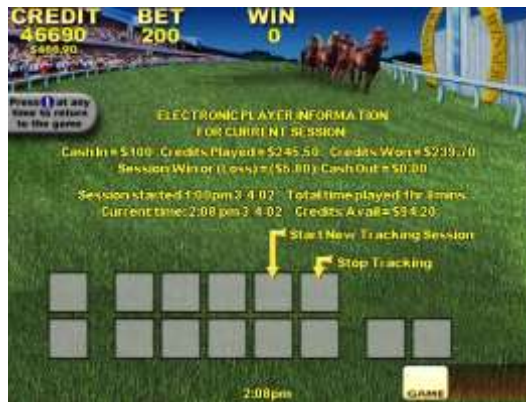 CREDIT BET WIN
46690 200 0
$466.90
Press i at any
time to return
to the game
ELECTRONIC PLAYER INFORMATION
FOR CURRENT SESSION
Cash In = $100 Credits Played = $245.50 Credits Won = $239.70
Session Win or (Loss) = ($5.80) Cash Out = $0.00
Session started 1:00pm 3 4 02 Total time played 1hr 8mins
Current time: 2:08 pm 3 4 02 Credits Avail = $94.20
Start New Tracking Session
Stop Tracking
2:08pm
GAME